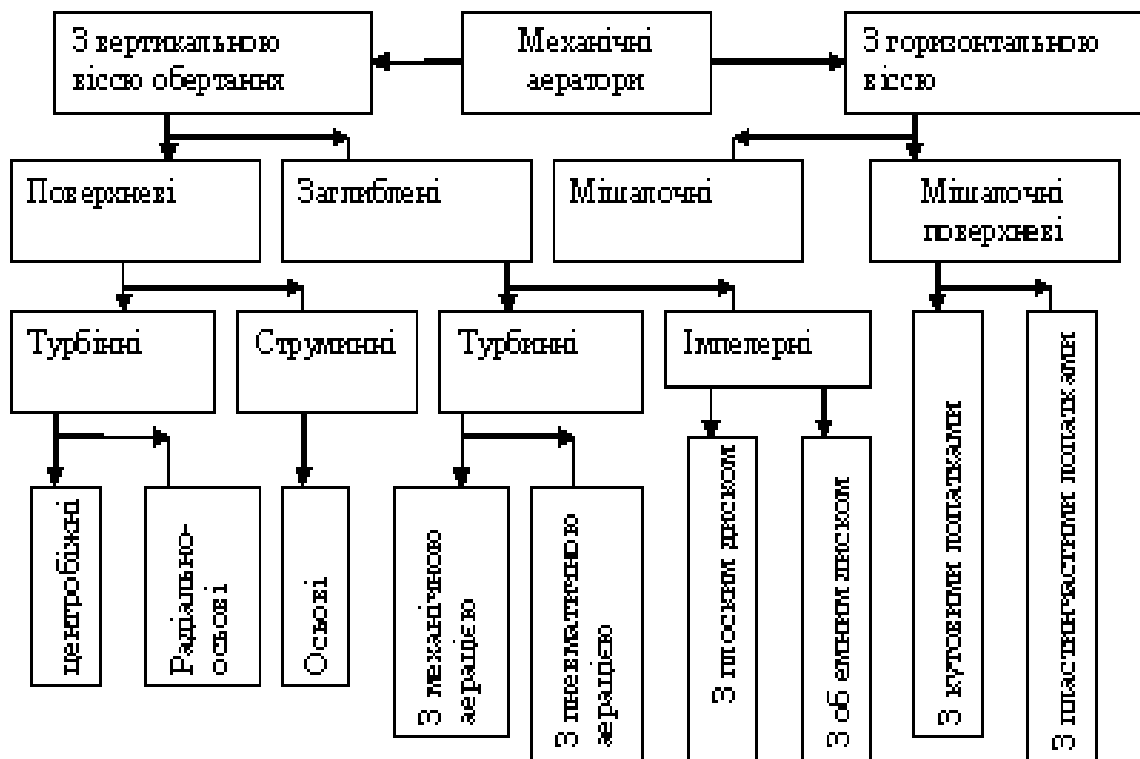 З вертикальною
віссю обертання
Механічні
аератори
З горизонтальною
віссю
Поверхневі
Заглиблені
Мішалочні
Мішалочні
поверхневі
Турбінні
Струминні
Турбинні
Імпелерні
центробіжні
Радіально-
осьові
Осьові
З механічною
аерацією
З пневматичною
аерацією
З плоским диском
З об емним диском
З кутовими лопатками
З пластинчастими лопатками